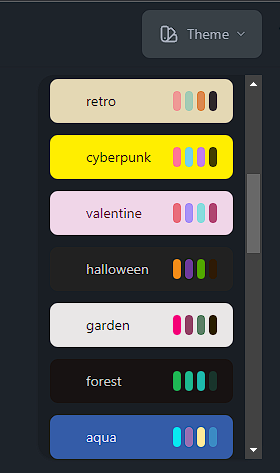 Theme
retro
cyberpunk
valentine
halloween
garden
forest
aqua